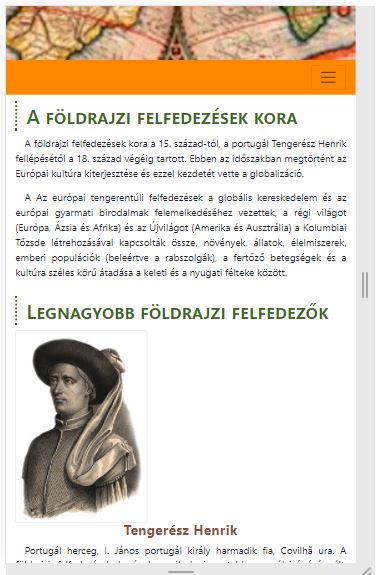 A FÖLDRAJZI FELFEDEZÉSEK KORA
A földrajzi felfedezések kora a 15. század-tól, a portugál Tengerész Henrik
fellépésétől a 18. század végéig tartott. Ebben az időszakban megtörtént az
Európai kultúra kiterjesztése és ezzel kezdetét vette a globalizáció.
A Az európai tengerentúli felfedezések a globális kereskedelem és az
európai gyarmati birodalmak felemelkedéséhez vezettek, a régi világot
(Európa, Ázsia és Afrika) és az Újvilágot (Amerika és Ausztrália) a Kolumbiai
Tőzsde létrehozásával kapcsolták össze, növények, állatok, élelmiszerek,
emberi populációk (beleértve a rabszolgák), a fertőző betegségek és a
kultúra széles körű átadása a keleti és a nyugati félteke között.
LEGNAGYOBB FÖLDRAJZI FELFEDEZŐK
Tengerész Henrik
Portugál herceg, I. János portugál király harmadik fia, Covilhã ura. A